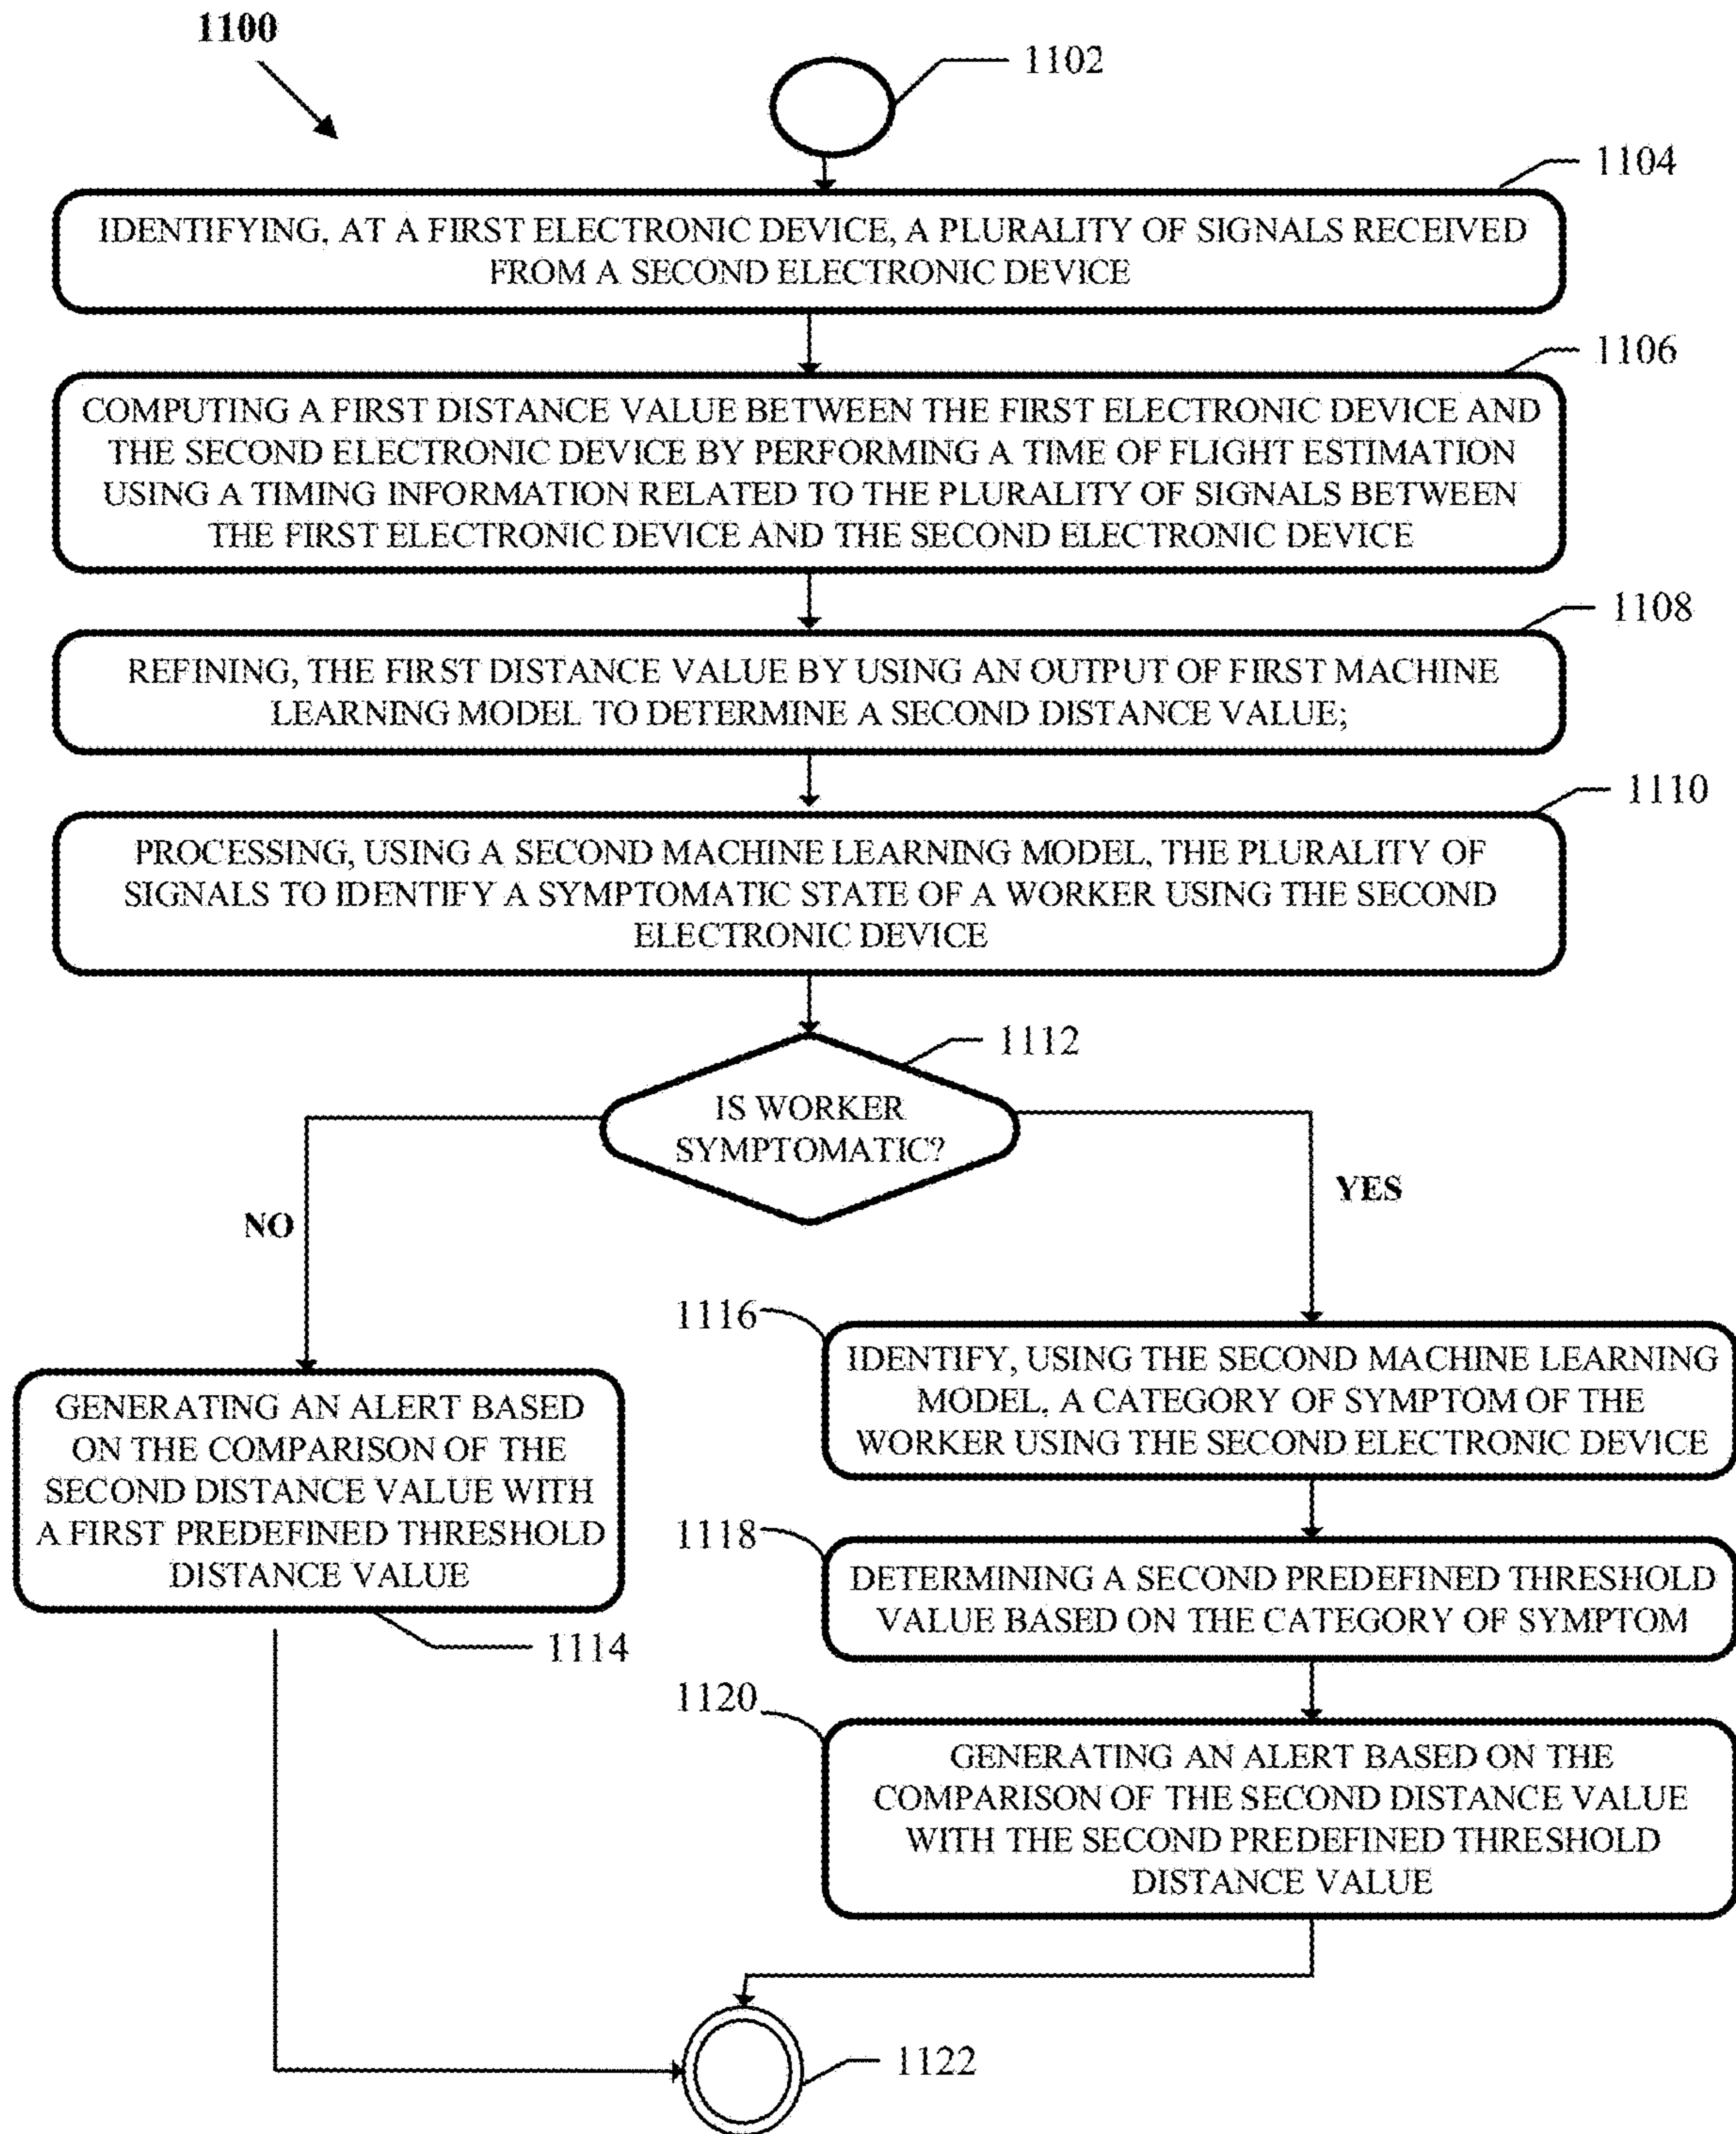 1100
1102
1104
IDENTIFYING, AT A FIRST ELECTRONIC DEVICE, A PLURALITY OF SIGNALS RECEIVED
FROM A SECOND ELECTRONIC DEVICE
1106
COMPUTING A FIRST DISTANCE VALUE BETWEEN THE FIRST ELECTRONIC DEVICE AND
THE SECOND ELECTRONIC DEVICE BY PERFORMING A TIME OF FLIGHT ESTIMATION
USING A TIMING INFORMATION RELATED TO THE PLURALITY OF SIGNALS BETWEEN
THE FIRST ELECTRONIC DEVICE AND THE SECOND ELECTRONIC DEVICE
1108
REFINING, THE FIRST DISTANCE VALUE BY USING AN OUTPUT OF FIRST MACHINE
LEARNING MODEL TO DETERMINE A SECOND DISTANCE VALUE;
1110
PROCESSING, USING A SECOND MACHINE LEARNING MODEL, THE PLURALITY OF
SIGNALS TO IDENTIFY A SYMPTOMATIC STATE OF A WORKER USING THE SECOND
ELECTRONIC DEVICE
1112
IS WORKER
SYMPTOMATIC?
NO
YES
GENERATING AN ALERT BASED
ON THE COMPARISON OF THE
SECOND DISTANCE VALUE WITH
A FIRST PREDEFINED THRESHOLD
DISTANCE VALUE
1114
1116
IDENTIFY, USING THE SECOND MACHINE LEARNING
MODEL, A CATEGORY OF SYMPTOM OF THE
WORKER USING THE SECOND ELECTRONIC DEVICE
1118
DETERMINING A SECOND PREDEFINED THRESHOLD
VALUE BASED ON THE CATEGORY OF SYMPTOM
1120
GENERATING AN ALERT BASED ON THE
COMPARISON OF THE SECOND DISTANCE VALUE
WITH THE SECOND PREDEFINED THRESHOLD
DISTANCE VALUE
1122